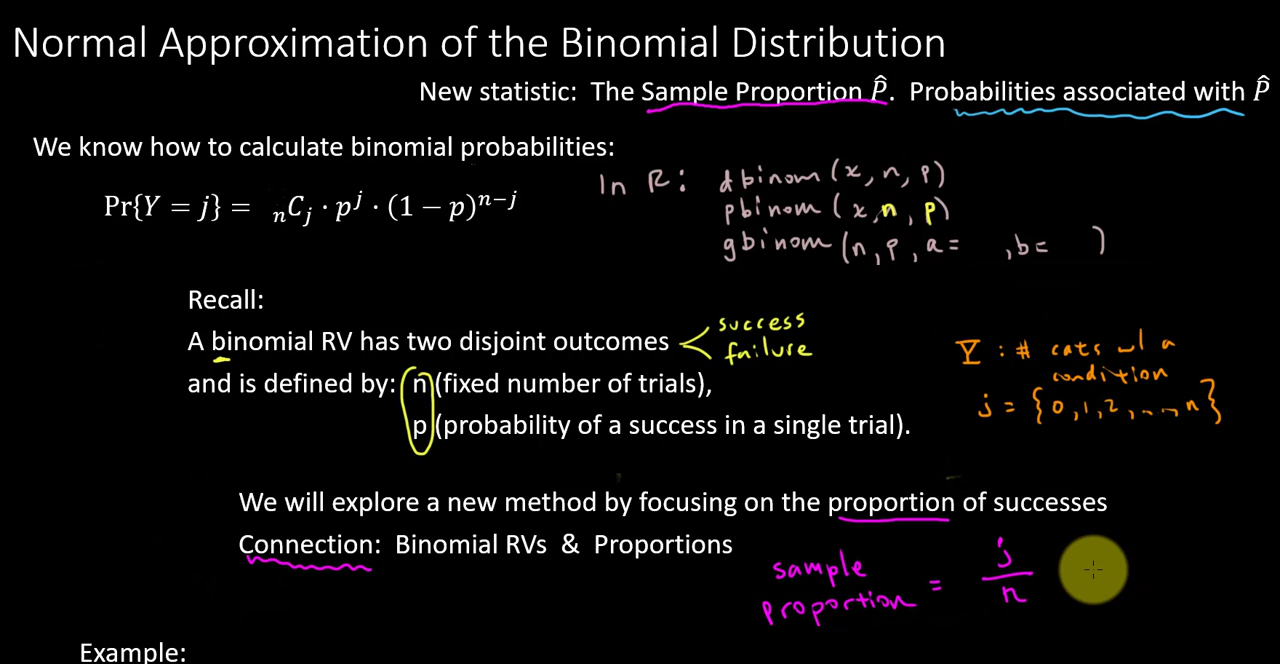 Normal Approximation of the Binomial Distribution
New statistic: The Sample Proportion P̂. Probabilities associated with P̂
We know how to calculate binomial probabilities:
In R: dbinom (x, n, p)
Pr{Y = j} = ₙCⱼ · pʲ · (1 − p)ⁿ⁻ʲ
pbinom (x, n, p)
gbinom (n, p, a= , b= )
Recall:
A binomial RV has two disjoint outcomes
success
failure
and is defined by: n (fixed number of trials),
p (probability of a success in a single trial).
Y : # cats w/ a
condition
j = {0, 1, 2, ..., n}
We will explore a new method by focusing on the proportion of successes
Connection: Binomial RVs & Proportions
sample
proportion = j/n
Example: